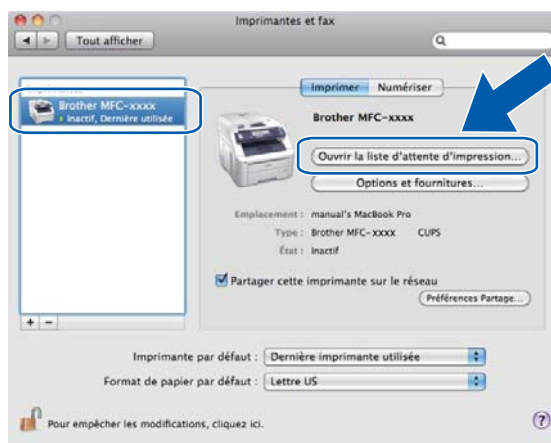 Imprimantes et fax
Tout afficher
Imprimer Numériser
Brother MFC-xxxx
Inactif, Dernière utilisée
Brother MFC-xxxx
Ouvrir la liste d'attente d'impression...
Options et fournitures...
Emplacement : manual's MacBook Pro
Type : Brother MFC-xxxx CUPS
État : Inactif
Partager cette imprimante sur le réseau
Préférences Partage...
+ -
Imprimante par défaut : Dernière imprimante utilisée
Format de papier par défaut : Lettre US
Pour empêcher les modifications, cliquez ici.
?